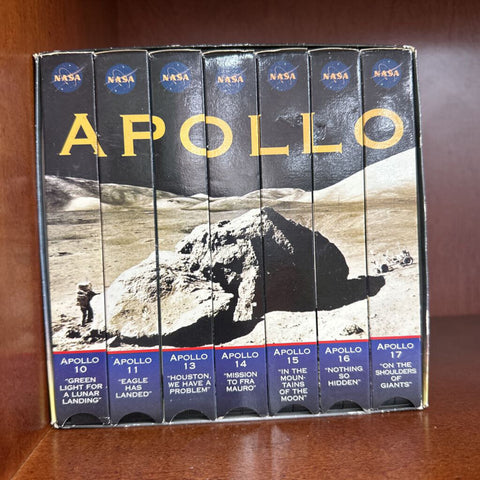 NASA NASA NASA NASA NASA NASA NASA
APOLLO
APOLLO
10
"GREEN
LIGHT FOR
A LUNAR
LANDING"
APOLLO
11
"EAGLE
HAS
LANDED"
APOLLO
13
"HOUSTON,
WE HAVE A
PROBLEM"
APOLLO
14
"MISSION
TO FRA
MAURO"
APOLLO
15
"IN THE
MOUN-
TAINS OF
THE MOON"
APOLLO
16
"NOTHING
SO
HIDDEN"
APOLLO
17
"ON THE
SHOULDERS
OF
GIANTS"